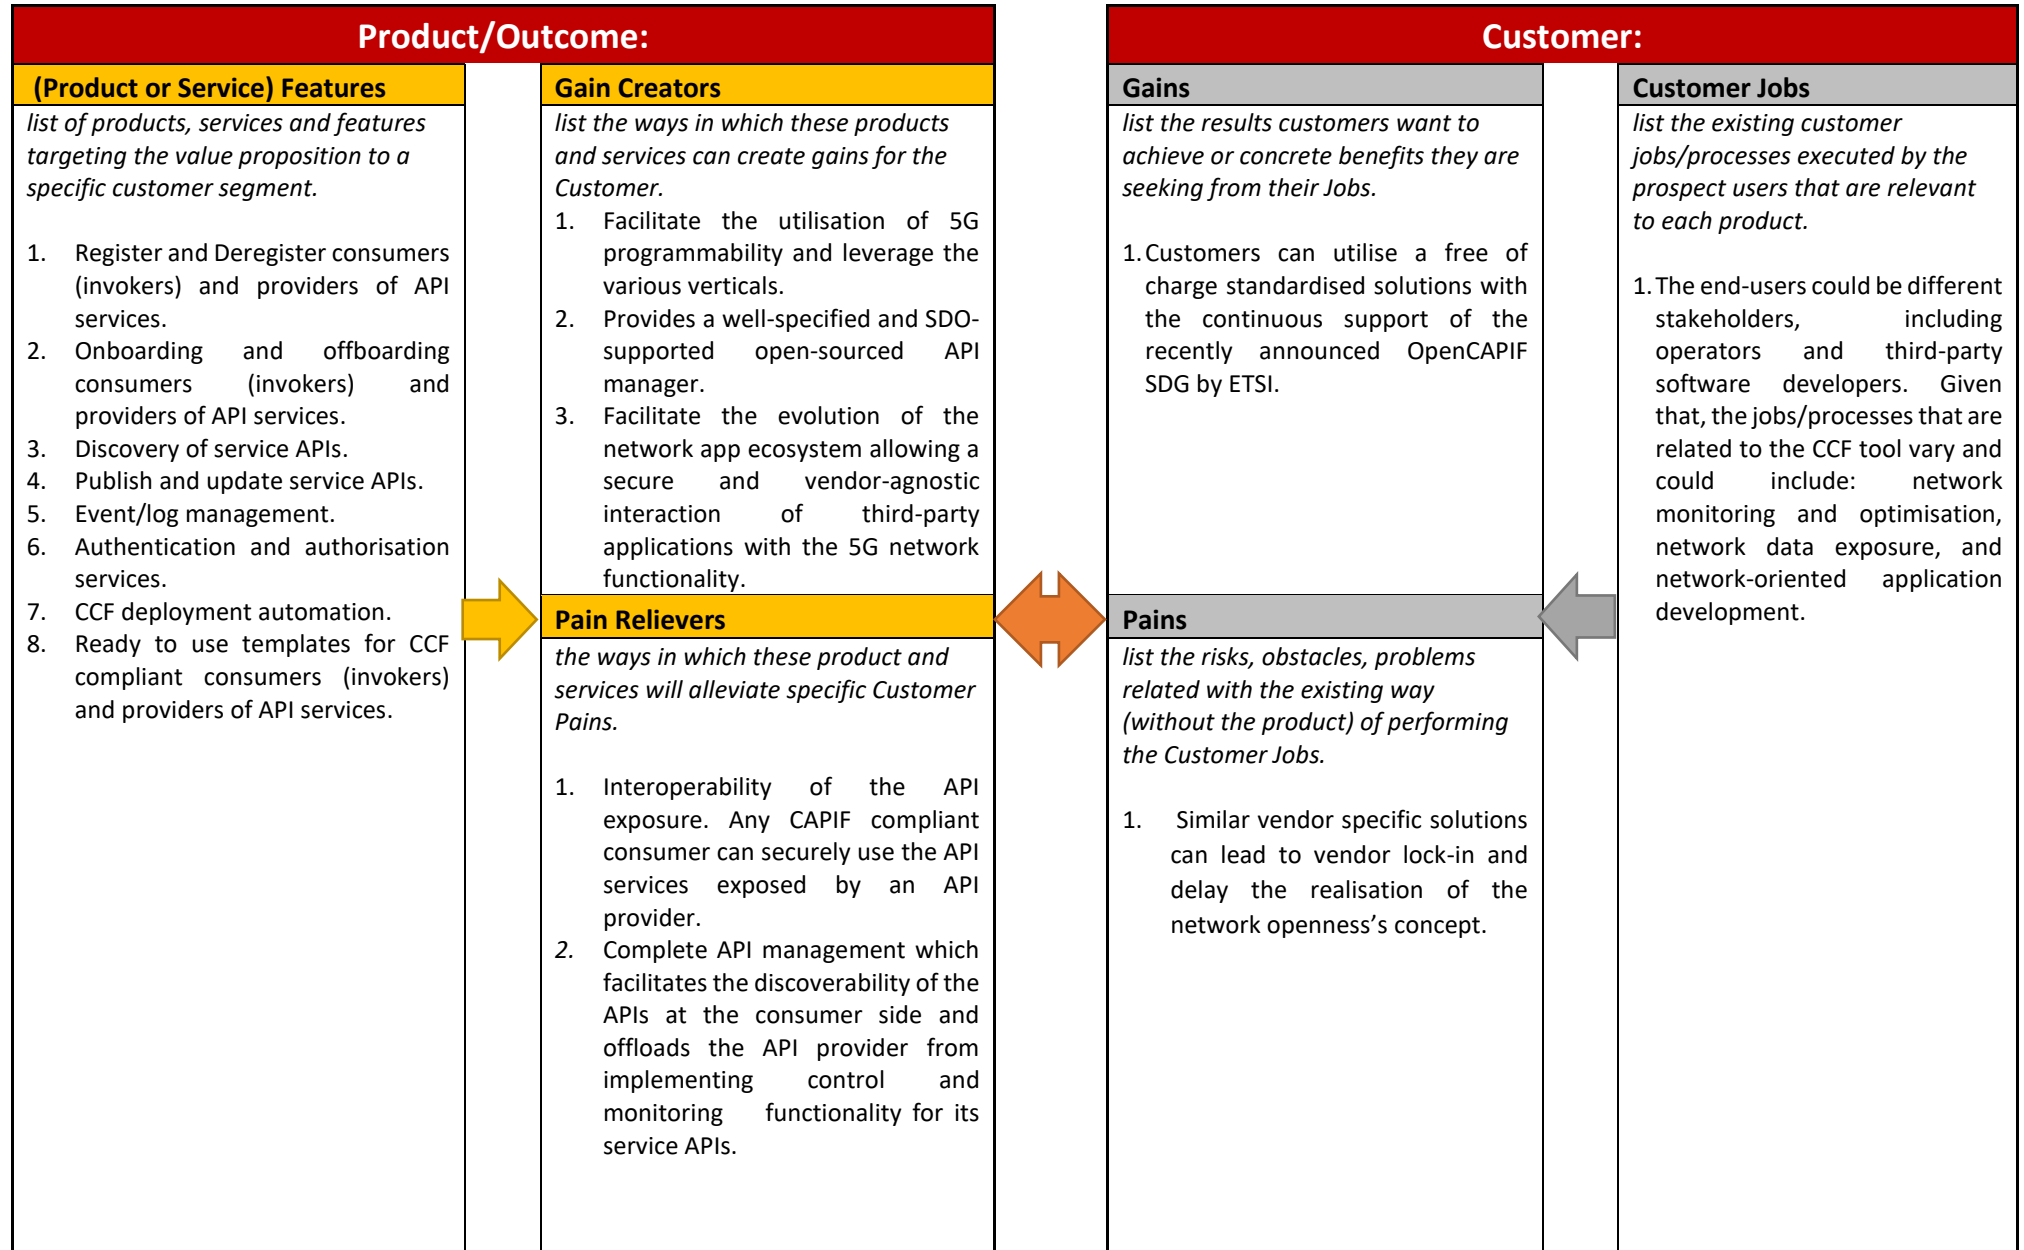 Product/Outcome:
(Product or Service) Features
list of products, services and features
targeting the value proposition to a
specific customer segment.
1. Register and Deregister consumers
(invokers) and providers of API
services.
2. Onboarding and offboarding
consumers (invokers) and
providers of API services.
3. Discovery of service APIs.
4. Publish and update service APIs.
5. Event/log management.
6. Authentication and authorisation
services.
7. CCF deployment automation.
8. Ready to use templates for CCF
compliant consumers (invokers)
and providers of API services.
Gain Creators
list the ways in which these products
and services can create gains for the
Customer.
1. Facilitate the utilisation of 5G
programmability and leverage the
various verticals.
2. Provides a well-specified and SDO-
supported open-sourced API
manager.
3. Facilitate the evolution of the
network app ecosystem allowing a
secure and vendor-agnostic
interaction of third-party
applications with the 5G network
functionality.
Pain Relievers
the ways in which these product and
services will alleviate specific Customer
Pains.
1. Interoperability of the API
exposure. Any CAPIF compliant
consumer can securely use the API
services exposed by an API
provider.
2. Complete API management which
facilitates the discoverability of the
APIs at the consumer side and
offloads the API provider from
implementing control and
monitoring functionality for its
service APIs.
Customer:
Gains
list the results customers want to
achieve or concrete benefits they are
seeking from their Jobs.
1. Customers can utilise a free of
charge standardised solutions with
the continuous support of the
recently announced OpenCAPIF
SDG by ETSI.
Pains
list the risks, obstacles, problems
related with the existing way
(without the product) of performing
the Customer Jobs.
1. Similar vendor specific solutions
can lead to vendor lock-in and
delay the realisation of the
network openness’s concept.
Customer Jobs
list the existing customer
jobs/processes executed by the
prospect users that are relevant
to each product.
1. The end-users could be different
stakeholders, including
operators and third-party
software developers. Given
that, the jobs/processes that are
related to the CCF tool vary and
could include: network
monitoring and optimisation,
network data exposure, and
network-oriented application
development.